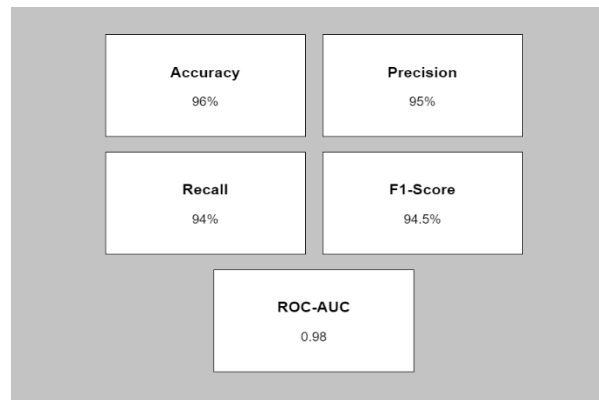 Accuracy
96%
Precision
95%
Recall
94%
F1-Score
94.5%
ROC-AUC
0.98